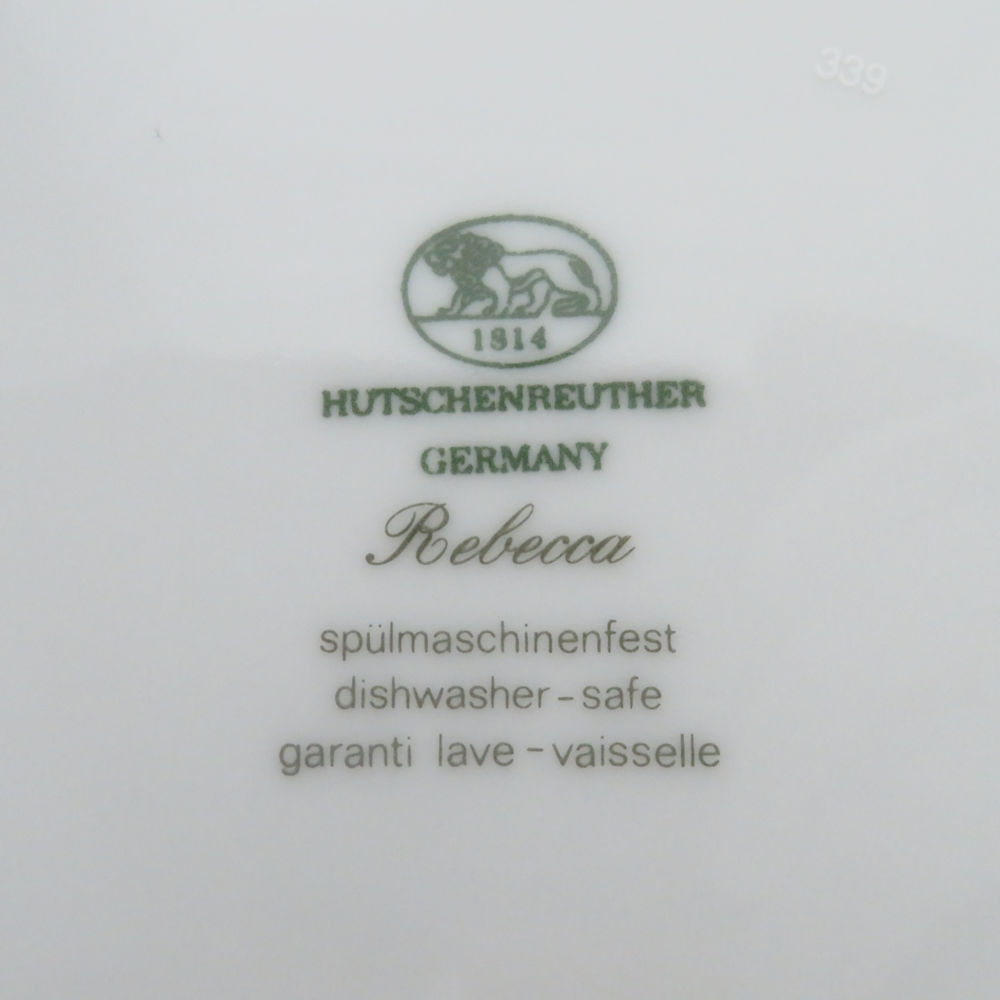 339
1814
HUTSCHENREUTHER
GERMANY
Rebecca
spülmaschinenfest
dishwasher-safe
garanti lave-vaisselle